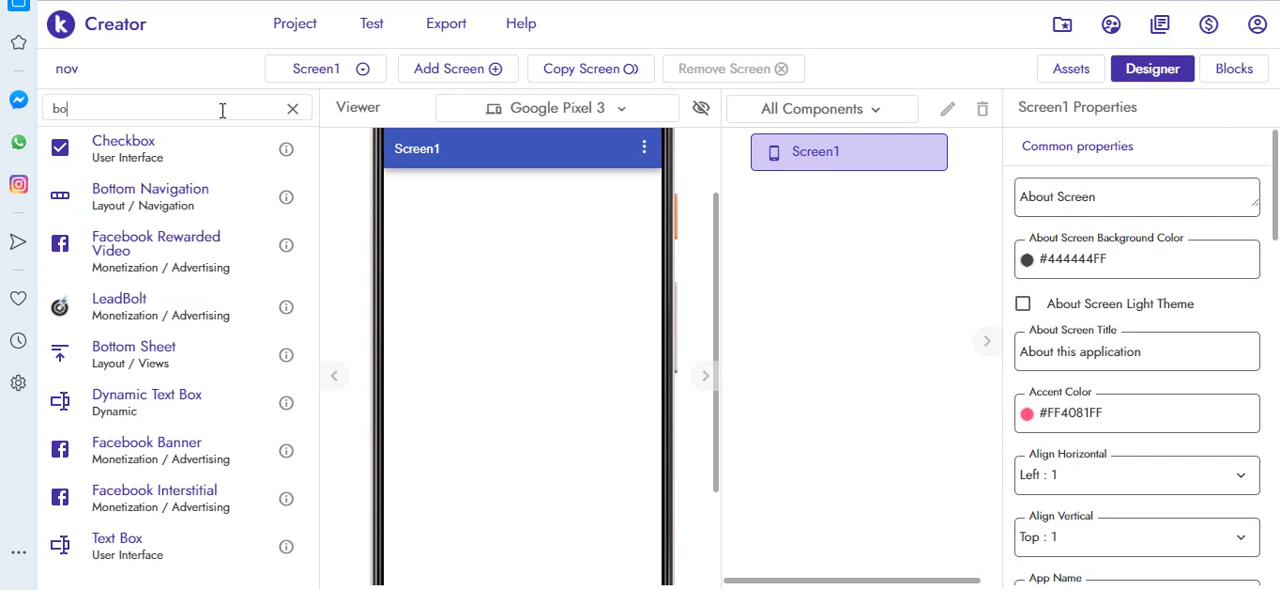 Creator
Project
Test
Export
Help
nov
Screen1
Add Screen
Copy Screen
Remove Screen
Assets
Designer
Blocks
bo
Viewer
Google Pixel 3
All Components
Screen1 Properties
Checkbox
User Interface
Bottom Navigation
Layout / Navigation
Facebook Rewarded
Video
Monetization / Advertising
LeadBolt
Monetization / Advertising
Bottom Sheet
Layout / Views
Dynamic Text Box
Dynamic
Facebook Banner
Monetization / Advertising
Facebook Interstitial
Monetization / Advertising
Text Box
User Interface
Screen1
Screen1
Common properties
About Screen
About Screen Background Color
#444444FF
About Screen Light Theme
About Screen Title
About this application
Accent Color
#FF4081FF
Align Horizontal
Left : 1
Align Vertical
Top : 1
App Name